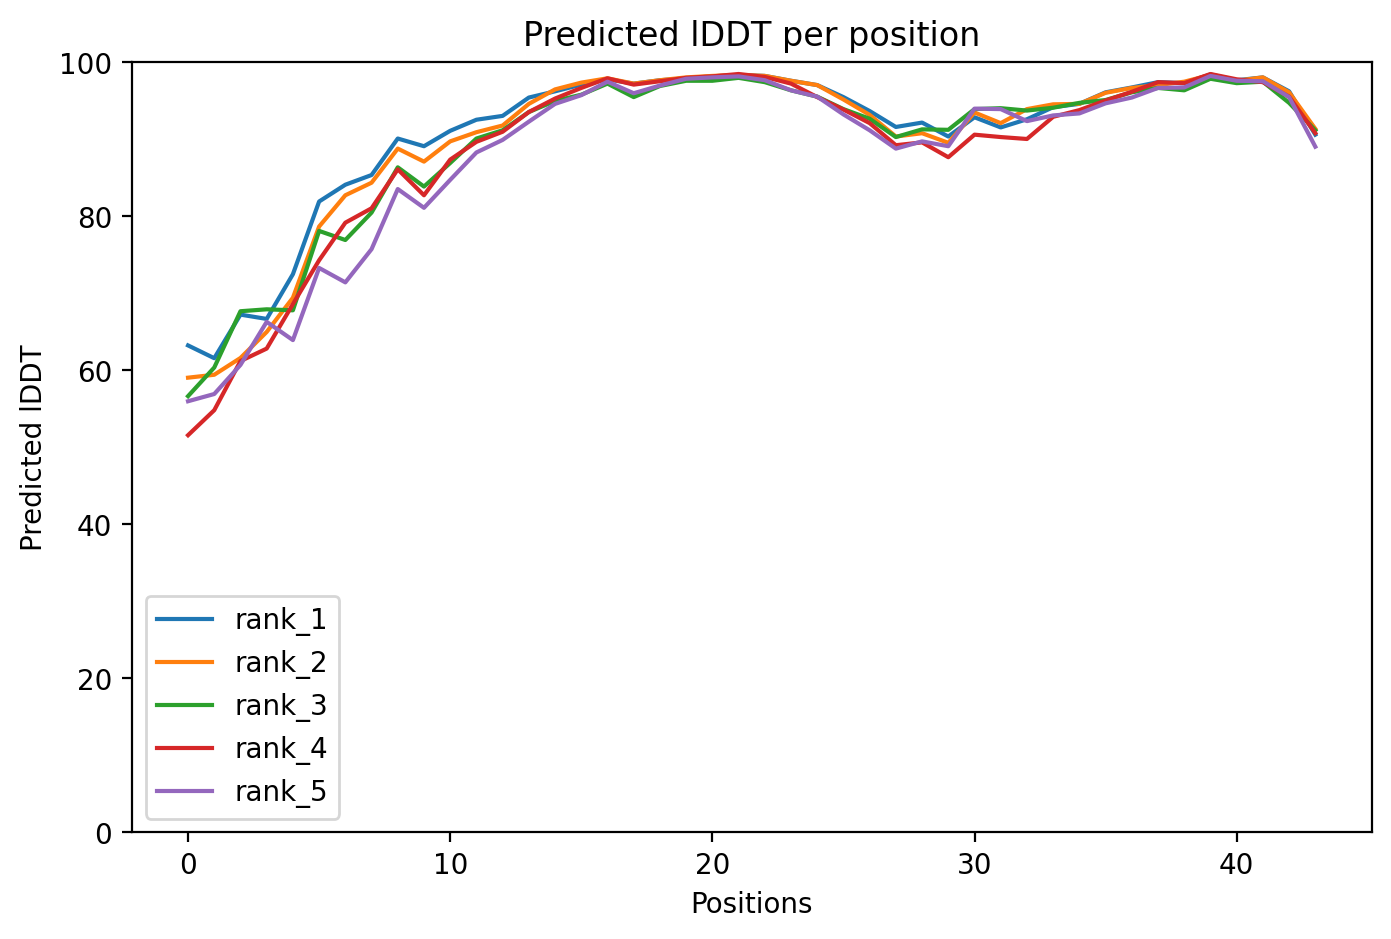 Predicted lDDT per position
100
80
60
40
20
0
Predicted lDDT
rank_1
rank_2
rank_3
rank_4
rank_5
0 10 20 30 40
Positions